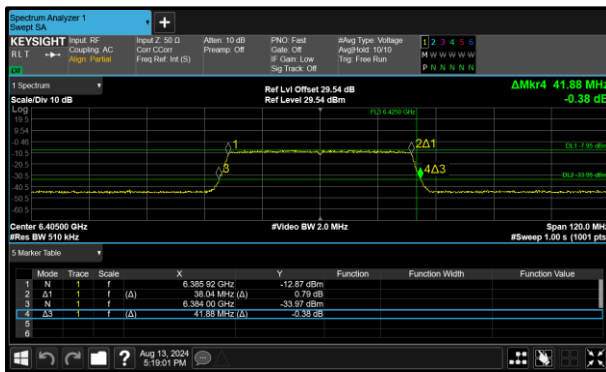 Spectrum Analyzer 1
Swept SA
KEYSIGHT Input: RF Input Z: 50 Ω Atten: 10 dB PNO: Fast #Avg Type: Voltage 1 2 3 4 5 6
RLT Coupling: AC Corr CCorr Preamp: Off Gate: Off Avg|Hold: 10/10 M W W W W W
Align: Partial Freq Ref: Int (S) IF Gain: Low Trig: Free Run
Sig Track: Off P N N N N N
1 Spectrum Ref Lvl Offset 29.54 dB ΔMkr4 41.88 MHz
Scale/Div 10 dB Ref Level 29.54 dBm -0.38 dB
Log
19.5
9.54
-0.46
-10.5
-20.5
-30.5
-40.5
-50.5
-60.5
1
2Δ1
DL1 -7.95 dBm
3
4Δ3
DL2 -33.95 dBm
Center 6.40500 GHz #Video BW 2.0 MHz Span 120.0 MHz
#Res BW 510 kHz #Sweep 1.00 s (1001 pts)
5 Marker Table
Mode Trace Scale X Y Function Function Width Function Value
1 N 1 f 6.385 92 GHz -12.87 dBm
2 Δ1 1 f (Δ) 38.04 MHz (Δ) 0.79 dB
3 N 1 f 6.384 00 GHz -33.97 dBm
4 Δ3 1 f (Δ) 41.88 MHz (Δ) -0.38 dB
5
6
Aug 13, 2024
5:19:01 PM